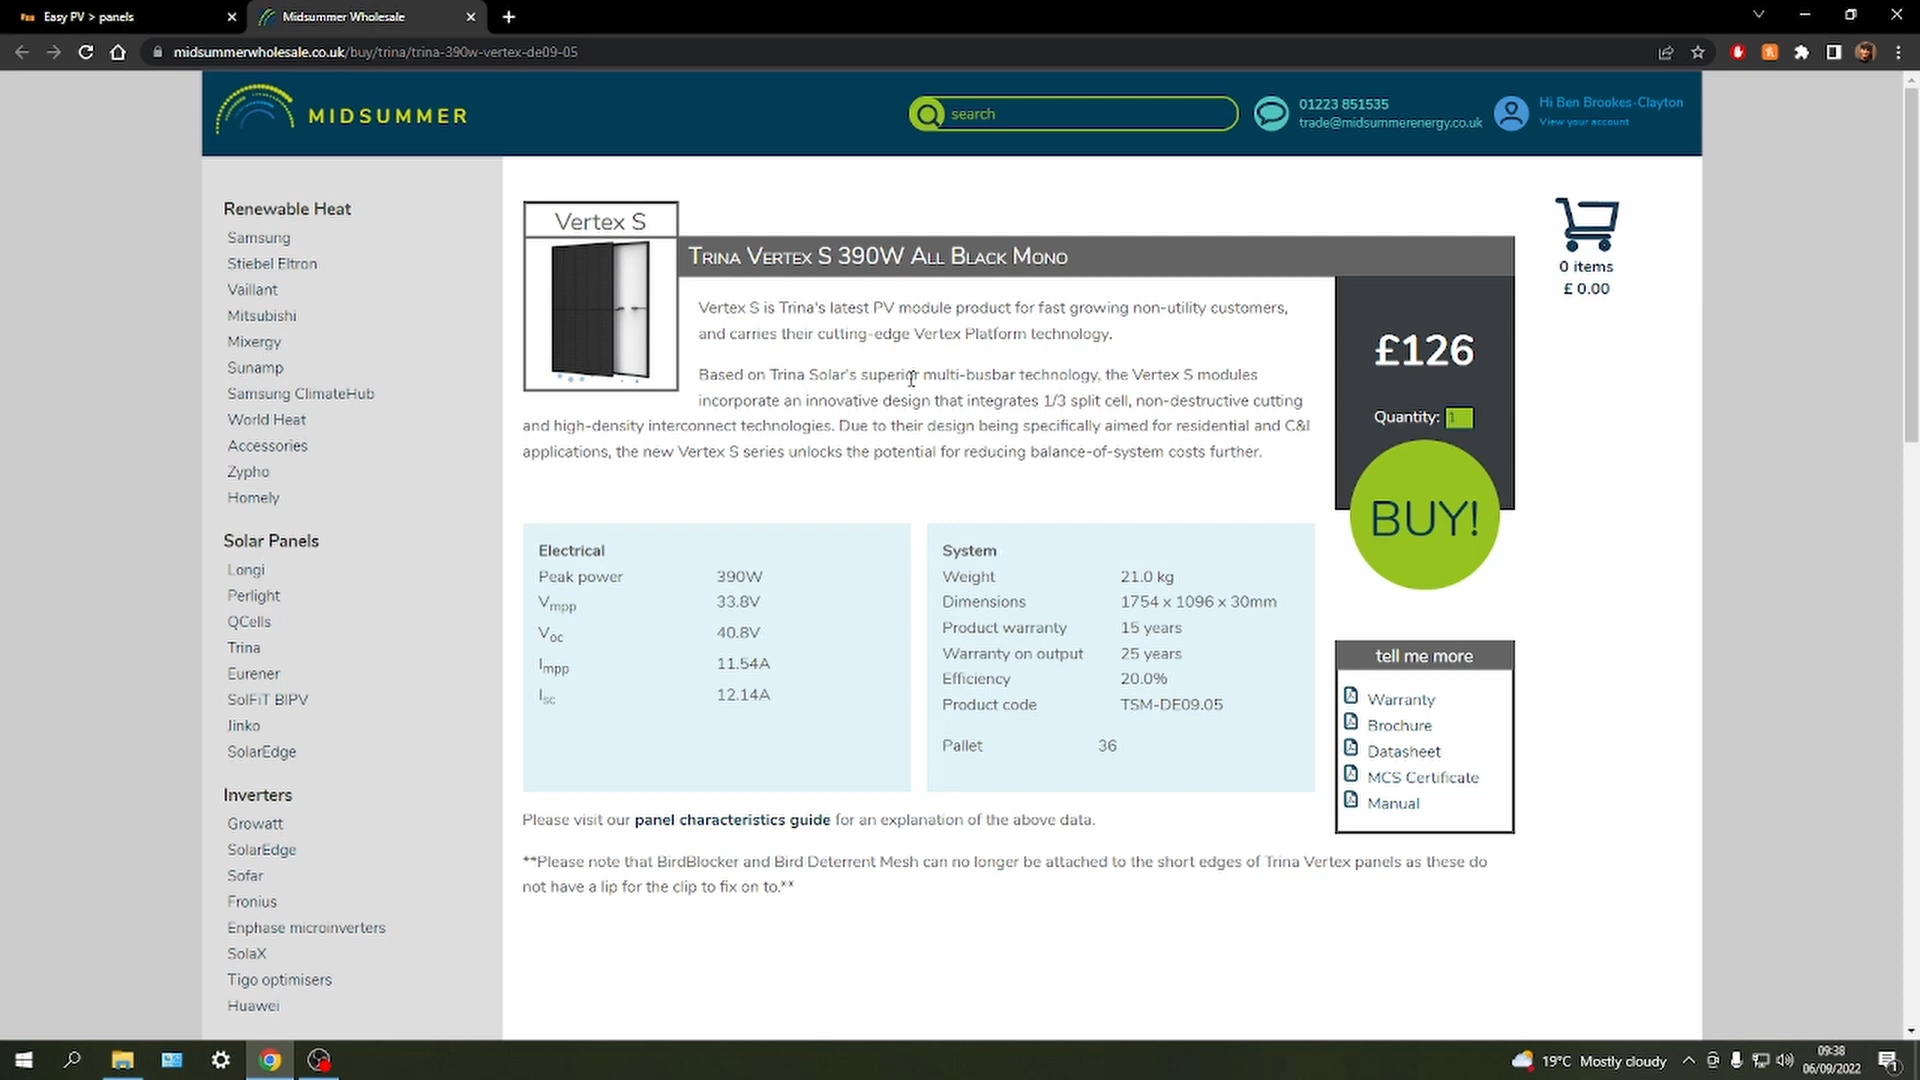 Easy PV > panels
Midsummer Wholesale
midsummerwholesale.co.uk/buy/trina/trina-390w-vertex-de09-05
MIDSUMMER
search
01223 851535
trade@midsummerenergy.co.uk
Hi Ben Brookes-Clayton
View your account
Renewable Heat
Samsung
Stiebel Eltron
Vaillant
Mitsubishi
Mixergy
Sunamp
Samsung ClimateHub
World Heat
Accessories
Zypho
Homely
Solar Panels
Longi
Perlight
QCells
Trina
Eurener
SolFiT BIPV
Jinko
SolarEdge
Inverters
Growatt
SolarEdge
Sofar
Fronius
Enphase microinverters
SolaX
Tigo optimisers
Huawei
Vertex S
Trina Vertex S 390W All Black Mono
Vertex S is Trina's latest PV module product for fast growing non-utility customers,
and carries their cutting-edge Vertex Platform technology.
Based on Trina Solar's superior multi-busbar technology, the Vertex S modules
incorporate an innovative design that integrates 1/3 split cell, non-destructive cutting
and high-density interconnect technologies. Due to their design being specifically aimed for residential and C&I
applications, the new Vertex S series unlocks the potential for reducing balance-of-system costs further.
0 items
£ 0.00
£126
Quantity: 1
BUY!
Electrical
Peak power 390W
Vmpp 33.8V
Voc 40.8V
Impp 11.54A
Isc 12.14A
System
Weight 21.0 kg
Dimensions 1754 x 1096 x 30mm
Product warranty 15 years
Warranty on output 25 years
Efficiency 20.0%
Product code TSM-DE09.05
Pallet 36
tell me more
Warranty
Brochure
Datasheet
MCS Certificate
Manual
Please visit our panel characteristics guide for an explanation of the above data.
**Please note that BirdBlocker and Bird Deterrent Mesh can no longer be attached to the short edges of Trina Vertex panels as these do
not have a lip for the clip to fix on to.**
19°C Mostly cloudy
09:38
06/09/2022
1